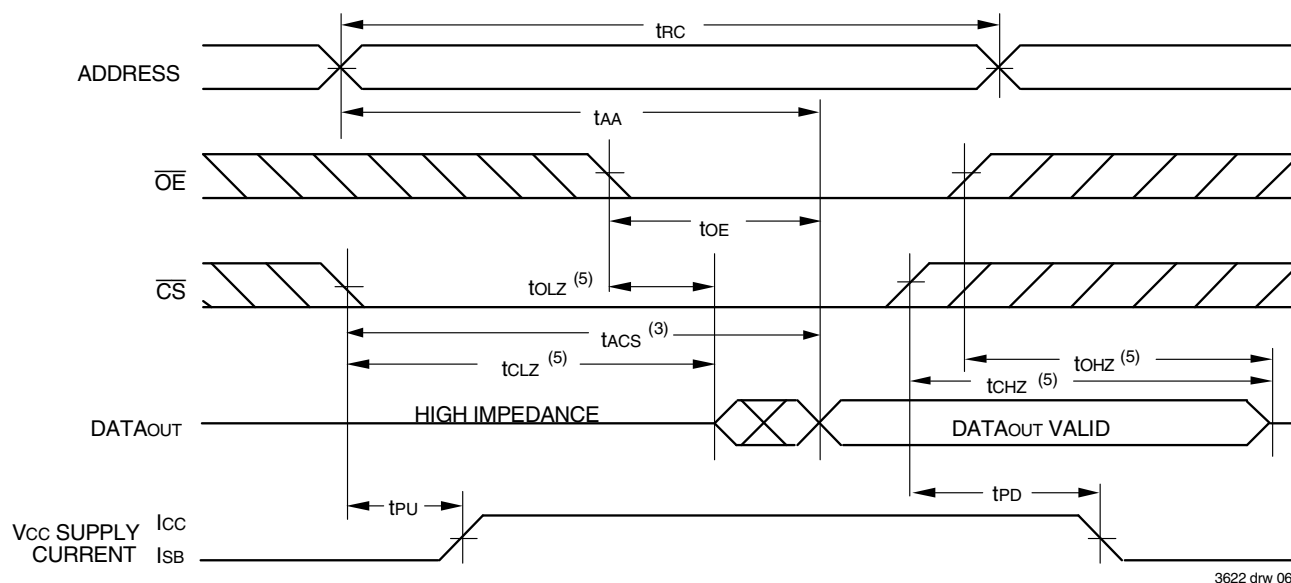 tRC
ADDRESS
tAA
OE
tOE
CS
tOLZ (5)
tACS (3)
tCLZ (5)
tOHZ (5)
tCHZ (5)
DATAOUT
HIGH IMPEDANCE
DATAOUT VALID
tPU
tPD
VCC SUPPLY ICC
CURRENT ISB
3622 drw 06